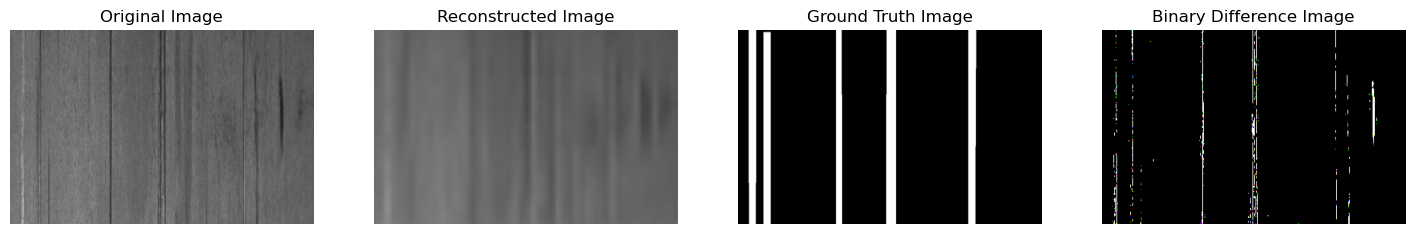 Original Image
Reconstructed Image
Ground Truth Image
Binary Difference Image